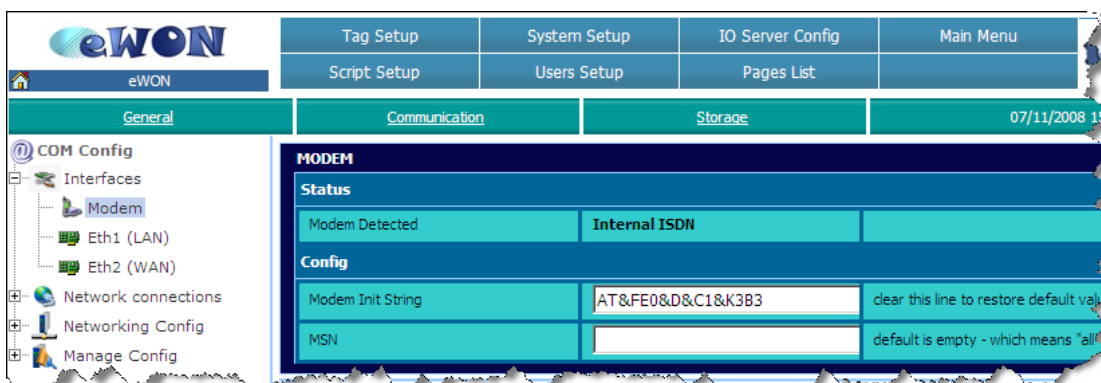 eWON
Tag Setup System Setup IO Server Config Main Menu
eWON Script Setup Users Setup Pages List
General Communication Storage 07/11/2008
COM Config
Interfaces
Modem
Eth1 (LAN)
Eth2 (WAN)
Network connections
Networking Config
Manage Config
MODEM
Status
Modem Detected Internal ISDN
Config
Modem Init String AT&FE0&D&C1&K3B3 clear this line to restore default
MSN default is empty - which means "all"